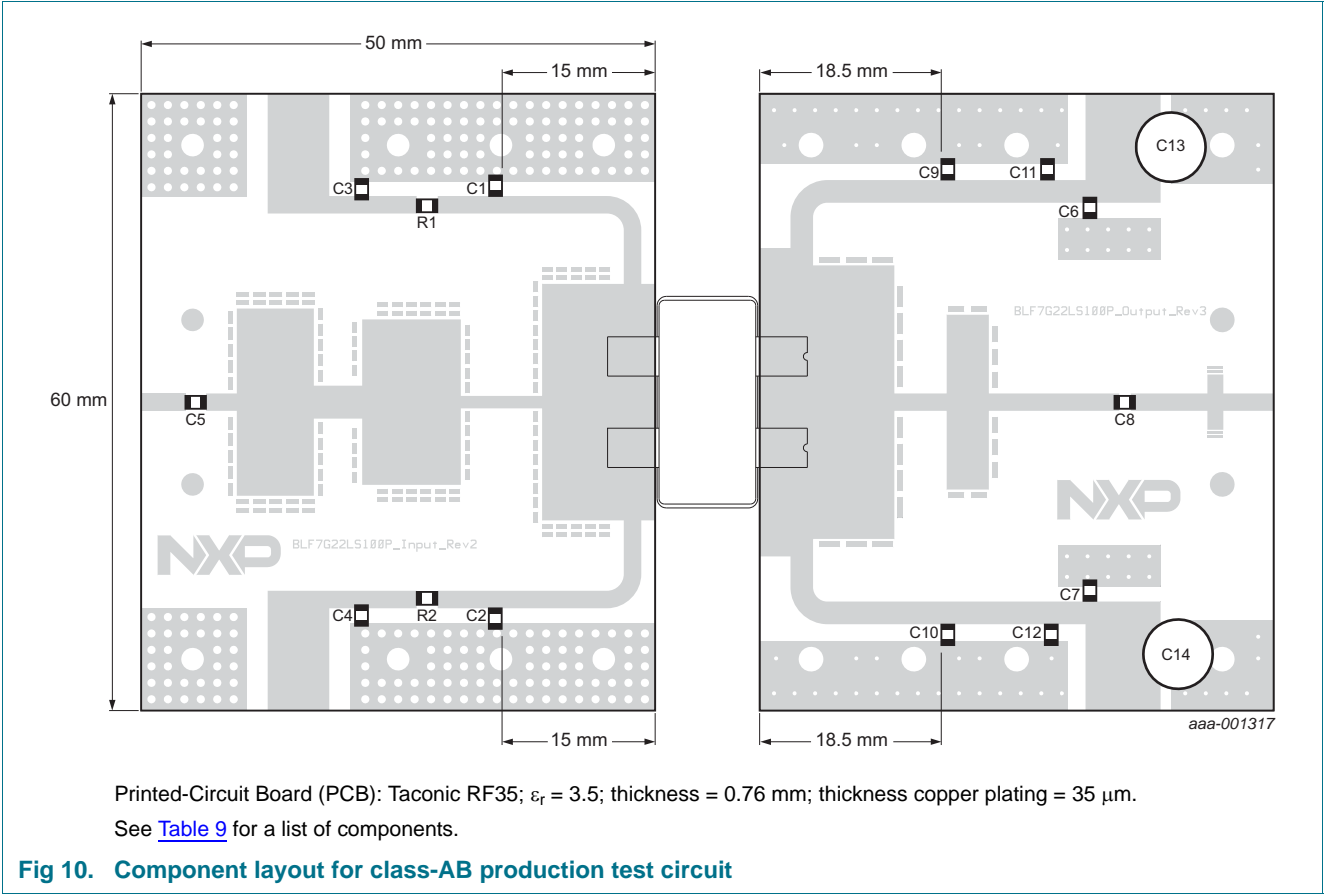 50 mm
15 mm
18.5 mm
C13
C3
C1
R1
C9
C11
C6
BLF7G22LS100P_Output_Rev3
60 mm
C5
C8
NXP
BLF7G22LS100P_Input_Rev2
NXP
C4
R2
C2
C7
C10
C12
C14
15 mm
18.5 mm
aaa-001317
Printed-Circuit Board (PCB): Taconic RF35; εr = 3.5; thickness = 0.76 mm; thickness copper plating = 35 μm.
See Table 9 for a list of components.
Fig 10. Component layout for class-AB production test circuit